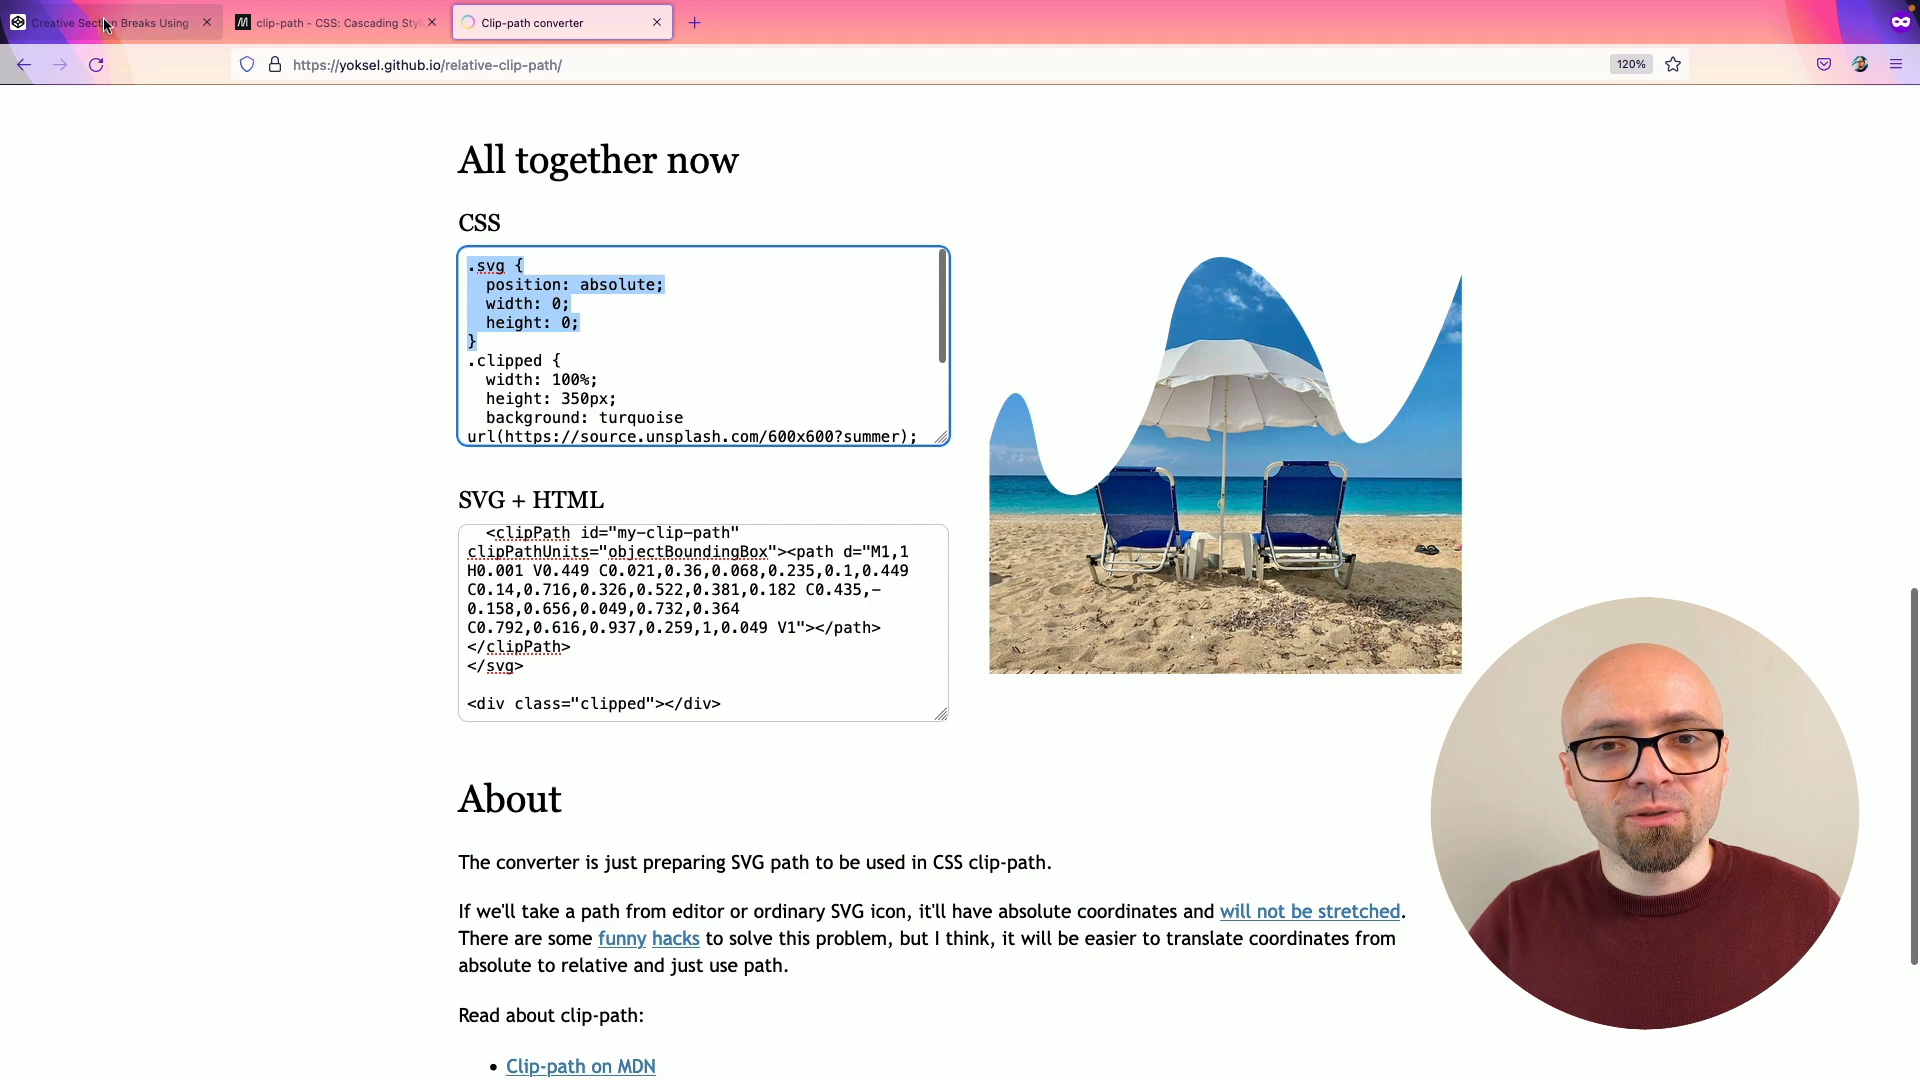 Creative Section Breaks Using
clip-path - CSS: Cascading Styl
Clip-path converter
https://yoksel.github.io/relative-clip-path/
120%
All together now
CSS
.svg {
position: absolute;
width: 0;
height: 0;
}
.clipped {
width: 100%;
height: 350px;
background: turquoise
url(https://source.unsplash.com/600x600?summer);
SVG + HTML
<clipPath id="my-clip-path"
clipPathUnits="objectBoundingBox"><path d="M1,1
H0.001 V0.449 C0.021,0.36,0.068,0.235,0.1,0.449
C0.14,0.716,0.326,0.522,0.381,0.182 C0.435,-
0.158,0.656,0.049,0.732,0.364
C0.792,0.616,0.937,0.259,1,0.049 V1"></path>
</clipPath>
</svg>
<div class="clipped"></div>
About
The converter is just preparing SVG path to be used in CSS clip-path.
If we'll take a path from editor or ordinary SVG icon, it'll have absolute coordinates and will not be stretched.
There are some funny hacks to solve this problem, but I think, it will be easier to translate coordinates from
absolute to relative and just use path.
Read about clip-path:
Clip-path on MDN